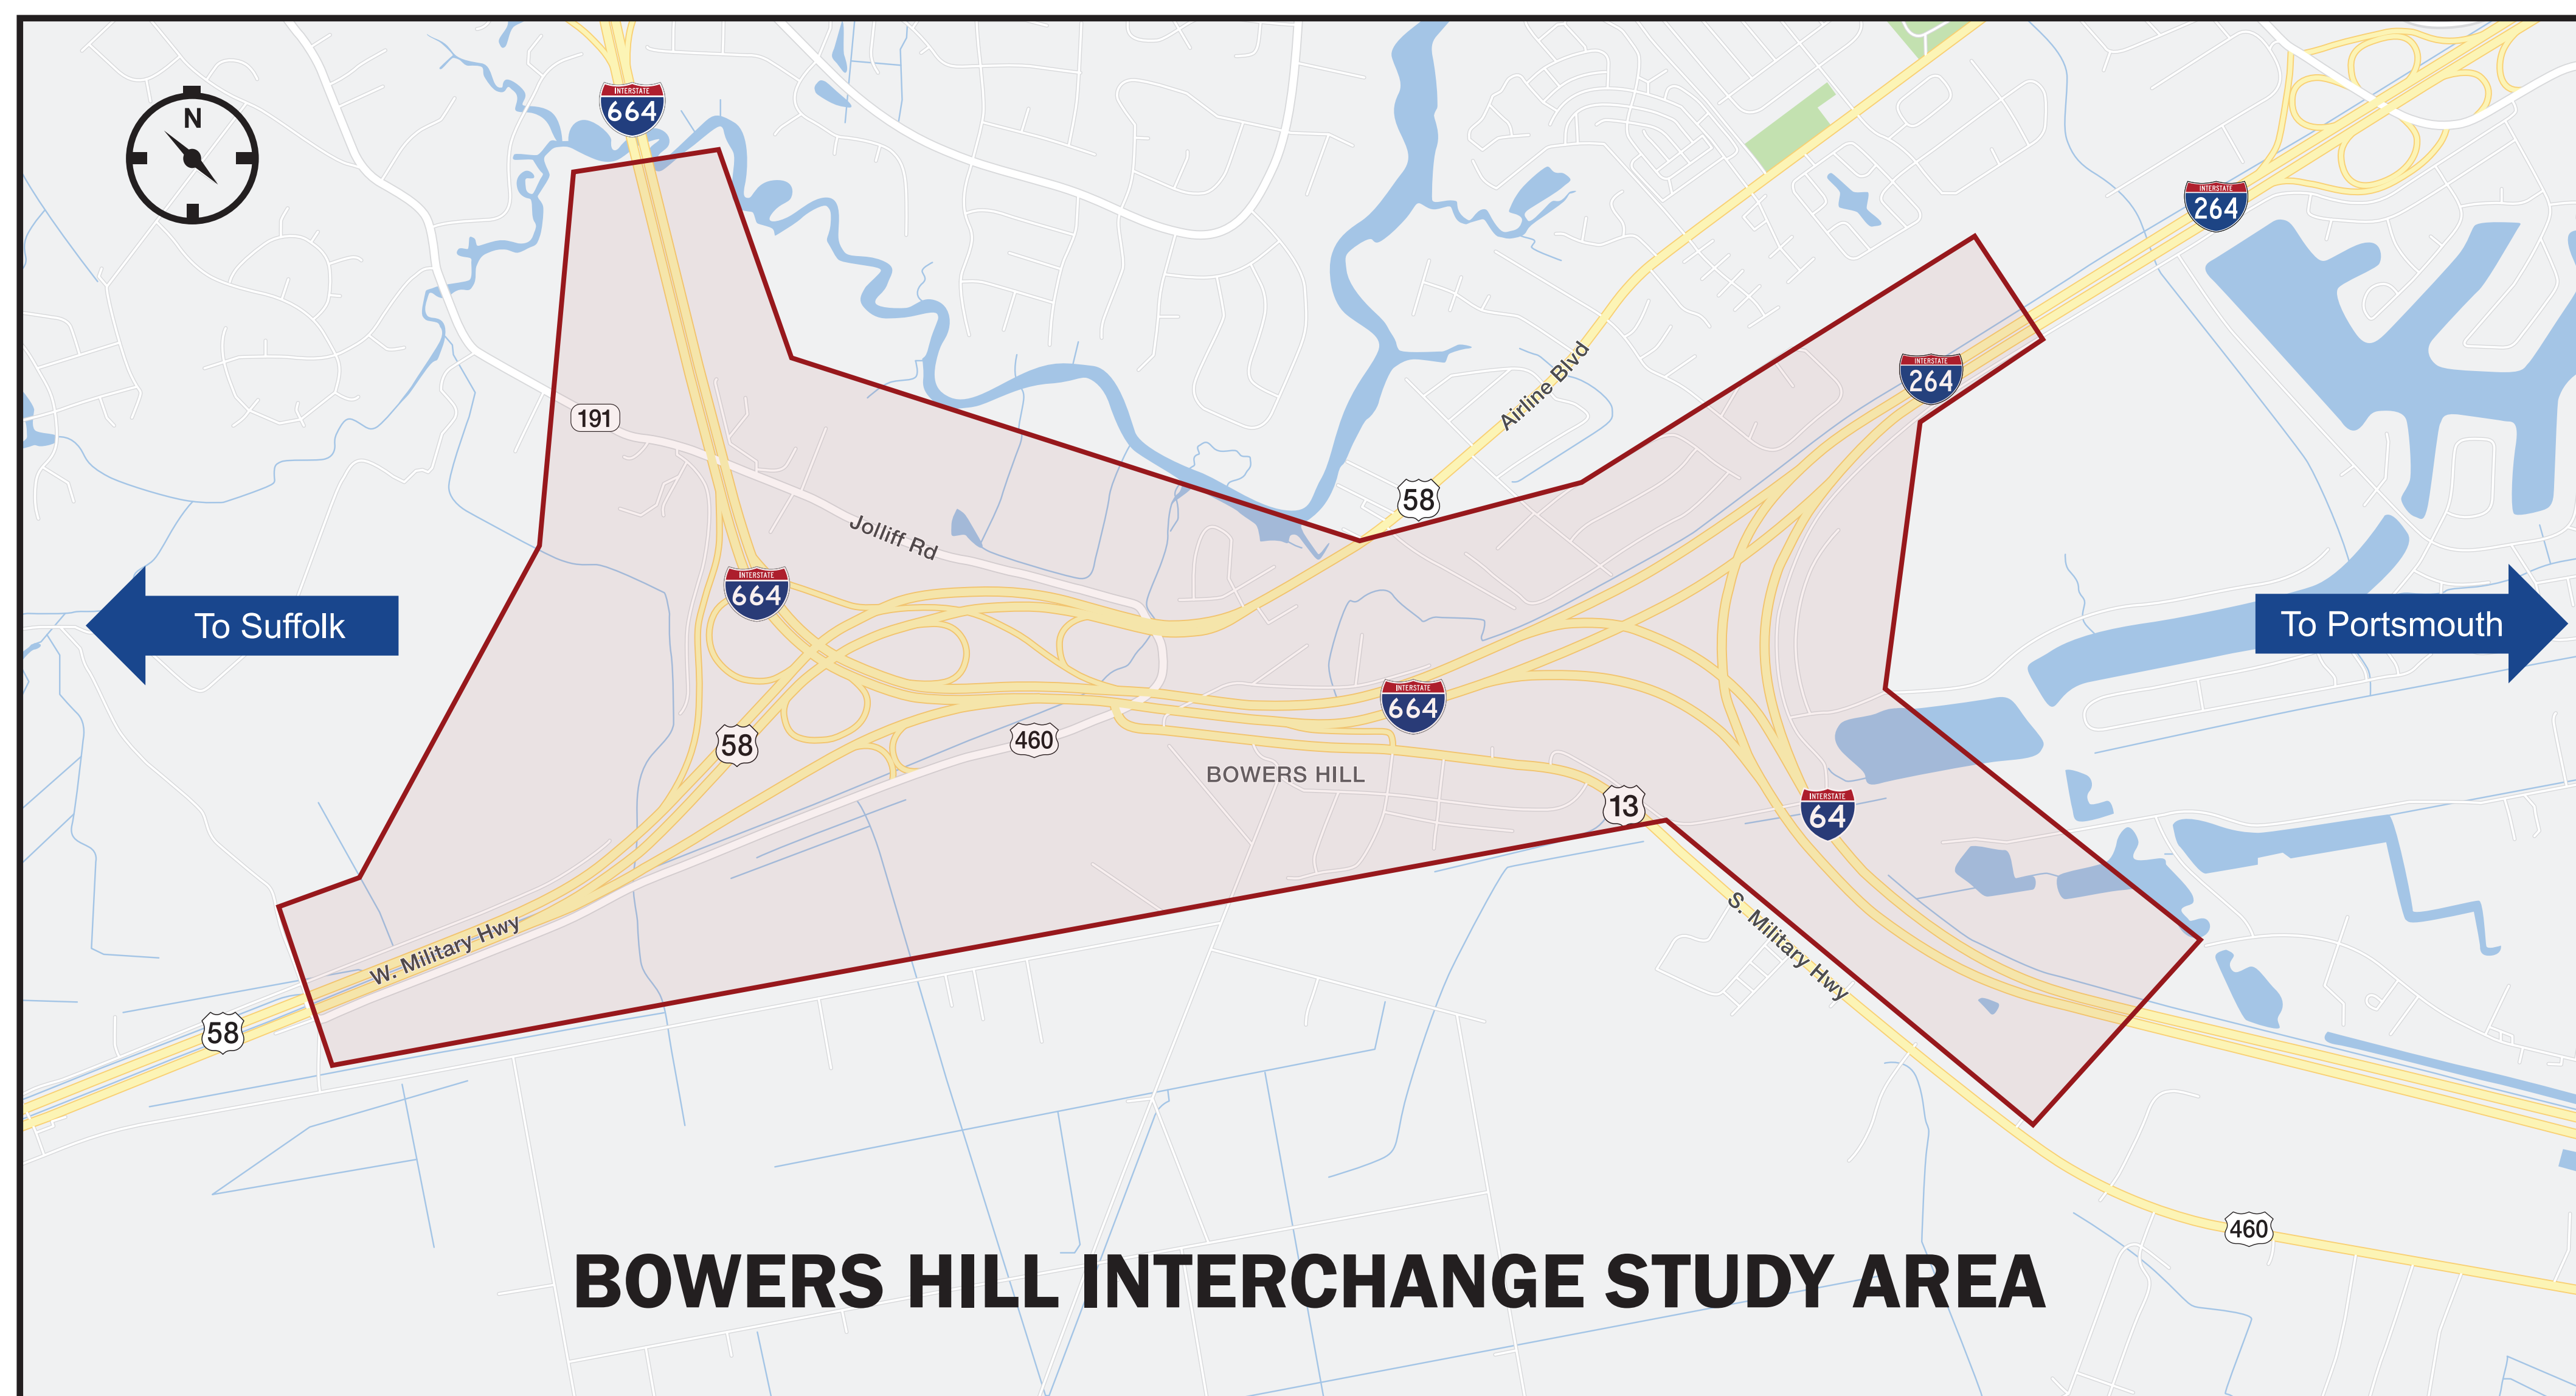 INTERSTATE
664
N
INTERSTATE
264
INTERSTATE
264
Airline Blvd
191
58
Jolliff Rd
INTERSTATE
664
To Suffolk
To Portsmouth
INTERSTATE
664
58
460
BOWERS HILL
13
INTERSTATE
64
W. Military Hwy
S. Military Hwy
58
460
BOWERS HILL INTERCHANGE STUDY AREA